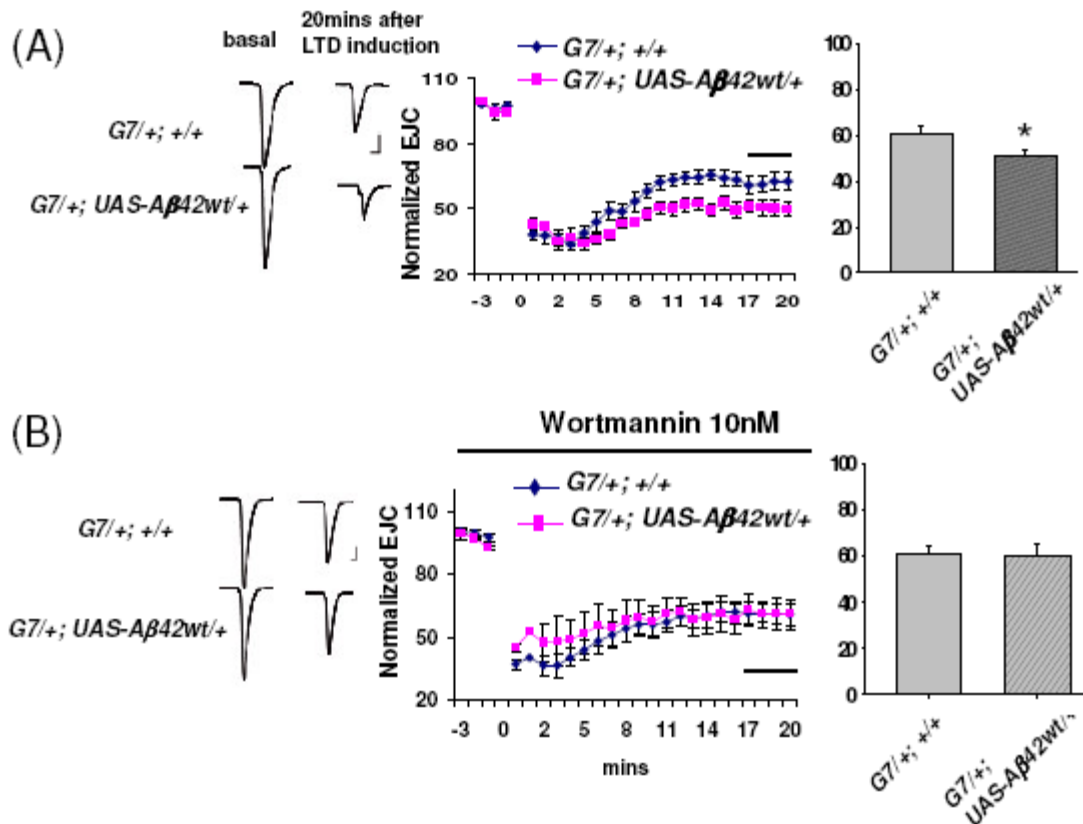 (A)
basal
20mins after
LTD induction
G7/+; +/+
G7/+; UAS-Aβ42wt/+
G7/+; +/+
G7/+; UAS-Aβ42wt/+
Normalized EJC
110
80
50
20
-3 0 2 5 8 11 14 17 20
100
80
60
40
20
0
*
G7/+; +/+
G7/+;
UAS-Aβ42wt/+
(B)
Wortmannin 10nM
G7/+; +/+
G7/+; UAS-Aβ42wt/+
G7/+; +/+
G7/+; UAS-Aβ42wt/+
Normalized EJC
110
80
50
20
-3 0 2 5 8 11 14 17 20
mins
100
80
60
40
20
0
G7/+; +/+
G7/+;
UAS-Aβ42wt/+